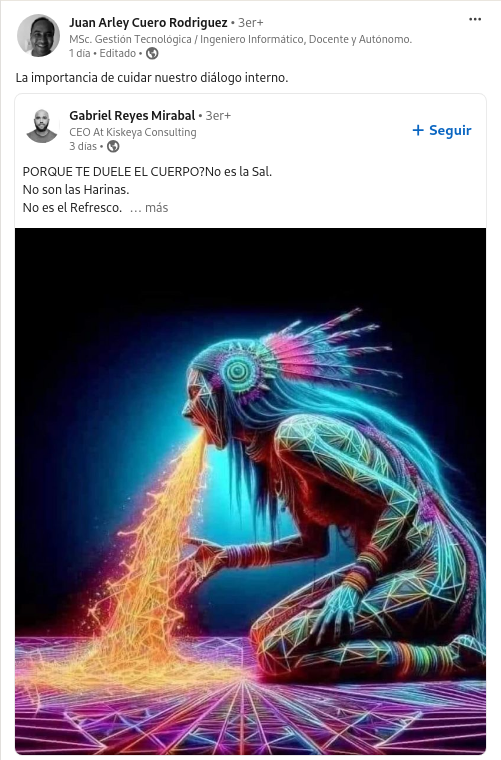 Juan Arley Cuero Rodriguez • 3er+
MSc. Gestión Tecnológica / Ingeniero Informático, Docente y Autónomo.
1 día • Editado •
La importancia de cuidar nuestro diálogo interno.
Gabriel Reyes Mirabal • 3er+
CEO At Kiskeya Consulting
3 días •
+ Seguir
PORQUE TE DUELE EL CUERPO?No es la Sal.
No son las Harinas.
No es el Refresco. … más